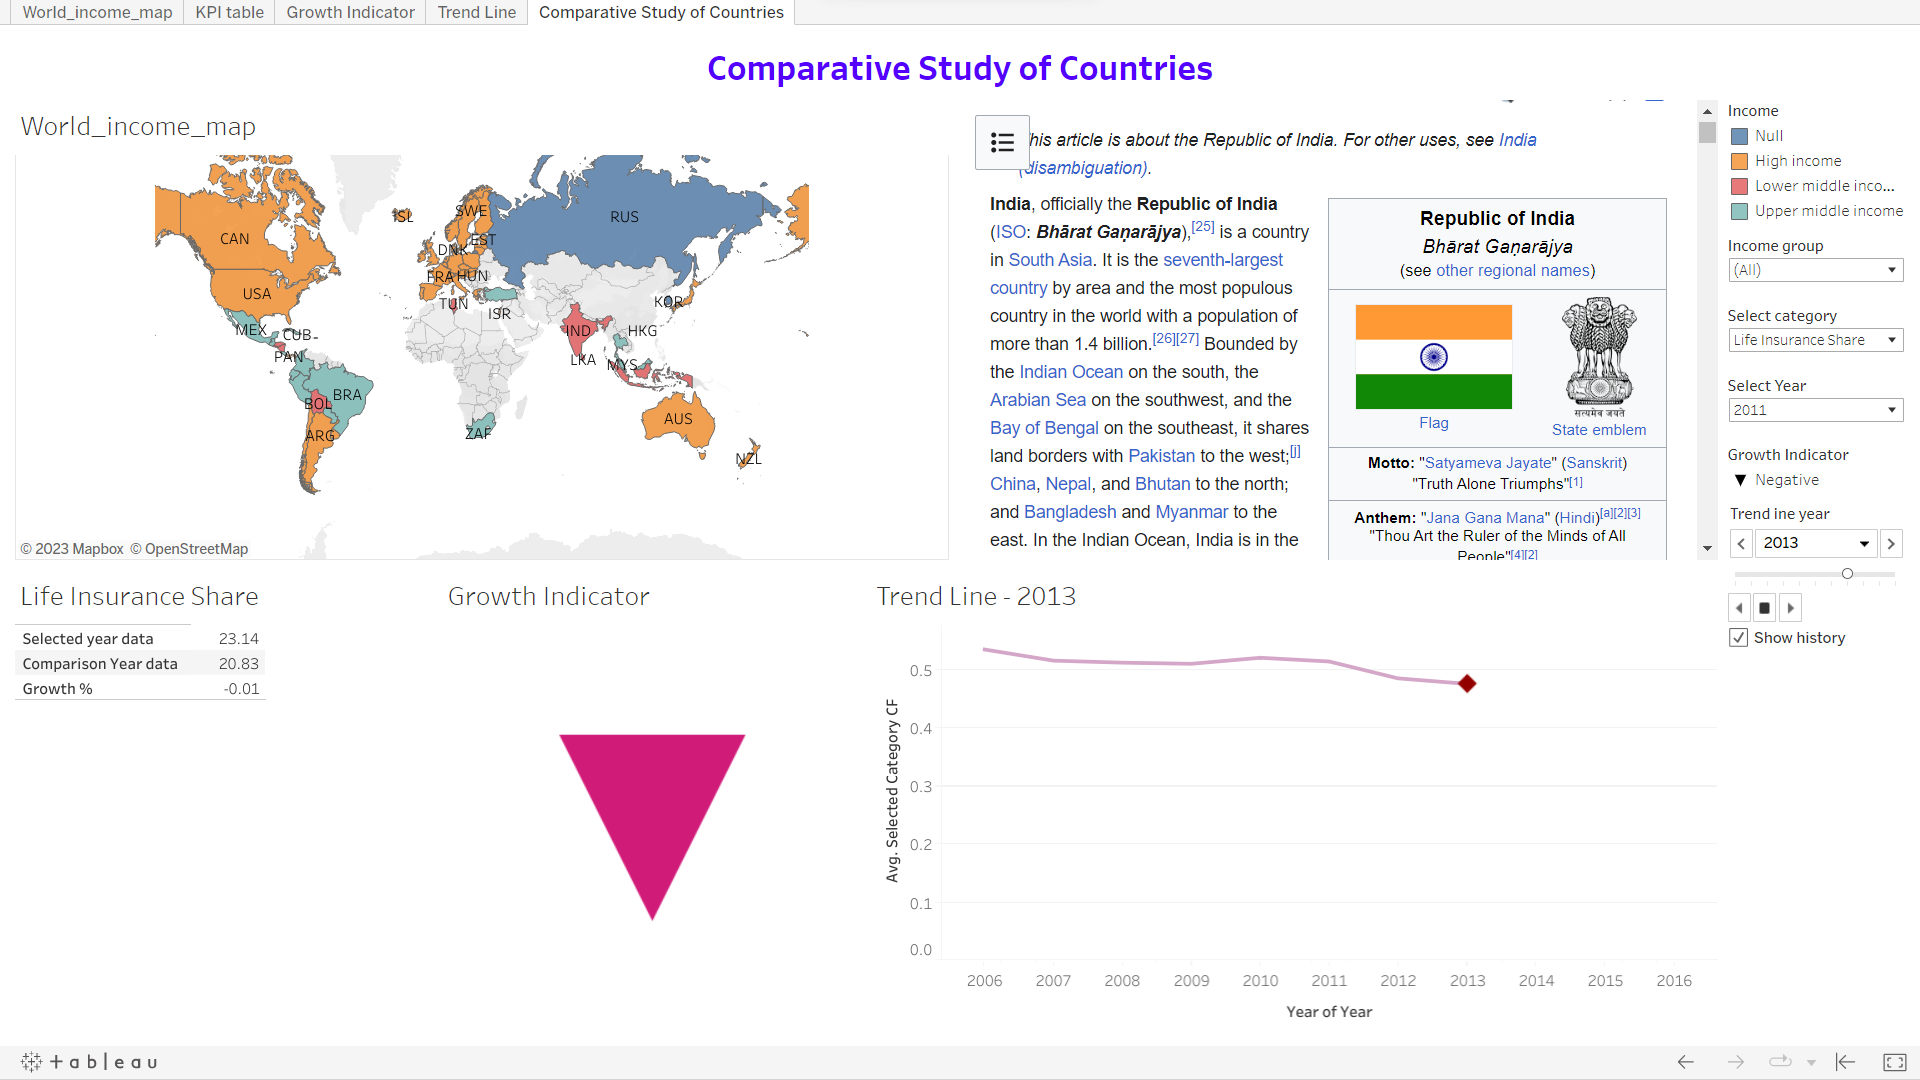 World_income_map
KPI table
Growth Indicator
Trend Line
Comparative Study of Countries
Comparative Study of Countries
World_income_map
CAN
USA
MEX
CUB
PAN
BRA
BOL
ARG
ISL
SWE
EST
DNK
FRA
HUN
TUN
ISR
RUS
KOR
IND
HKG
LKA
MYS
ZAF
AUS
NZL
© 2023 Mapbox © OpenStreetMap
his article is about the Republic of India. For other uses, see India
(disambiguation).
India, officially the Republic of India
(ISO: Bhārat Gaṇarājya),[25] is a country
in South Asia. It is the seventh-largest
country by area and the most populous
country in the world with a population of
more than 1.4 billion.[26][27] Bounded by
the Indian Ocean on the south, the
Arabian Sea on the southwest, and the
Bay of Bengal on the southeast, it shares
land borders with Pakistan to the west;[j]
China, Nepal, and Bhutan to the north;
and Bangladesh and Myanmar to the
east. In the Indian Ocean, India is in the
Republic of India
Bhārat Gaṇarājya
(see other regional names)
सत्यमेव जयते
Flag
State emblem
Motto: "Satyameva Jayate" (Sanskrit)
"Truth Alone Triumphs"[1]
Anthem: "Jana Gana Mana" (Hindi)[a][2][3]
"Thou Art the Ruler of the Minds of All
People"[4][2]
Income
Null
High income
Lower middle inco...
Upper middle income
Income group
(All)
Select category
Life Insurance Share
Select Year
2011
Growth Indicator
Negative
Trend ine year
2013
Show history
Life Insurance Share
Selected year data 23.14
Comparison Year data 20.83
Growth % -0.01
Growth Indicator
Trend Line - 2013
Avg. Selected Category CF
0.5
0.4
0.3
0.2
0.1
0.0
2006 2007 2008 2009 2010 2011 2012 2013 2014 2015 2016
Year of Year
+ a b l e a u